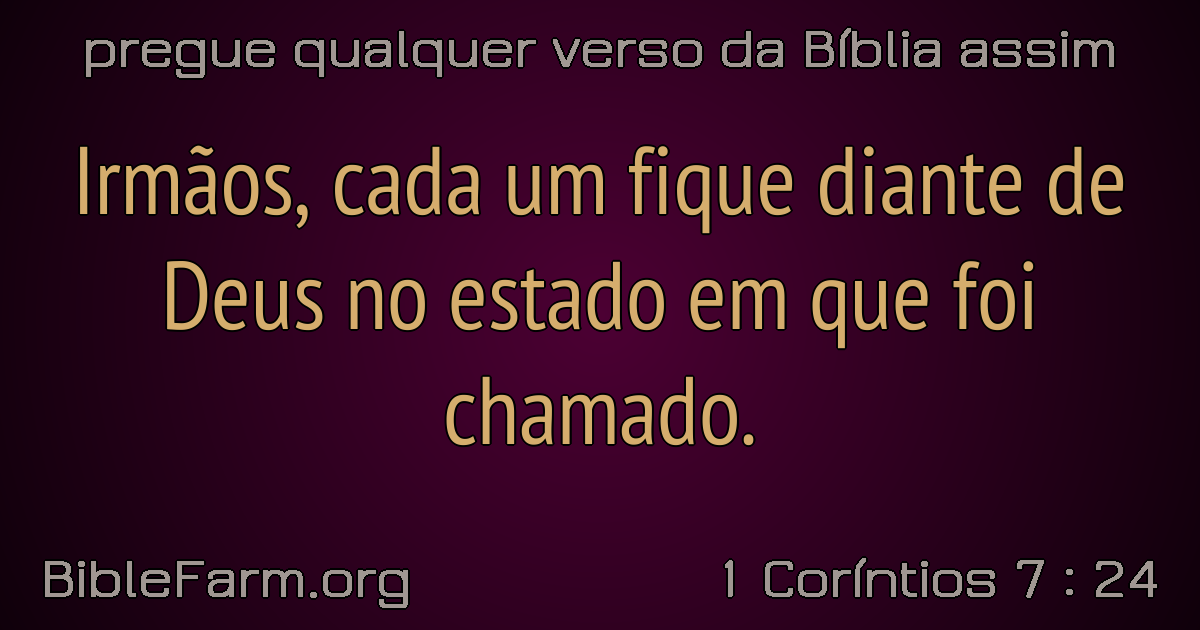 pregue qualquer verso da Bíblia assim
Irmãos, cada um fique diante de
Deus no estado em que foi
chamado.
BibleFarm.org
1 Coríntios 7 : 24